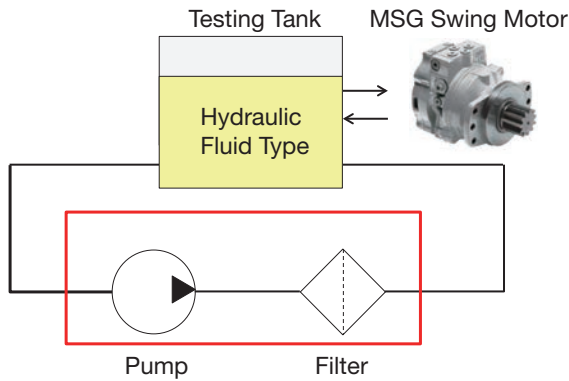 Testing Tank
MSG Swing Motor
Hydraulic
Fluid Type
Pump
Filter